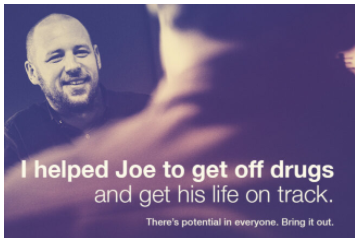 I helped Joe to get off drugs
and get his life on track.
There's potential in everyone. Bring it out.